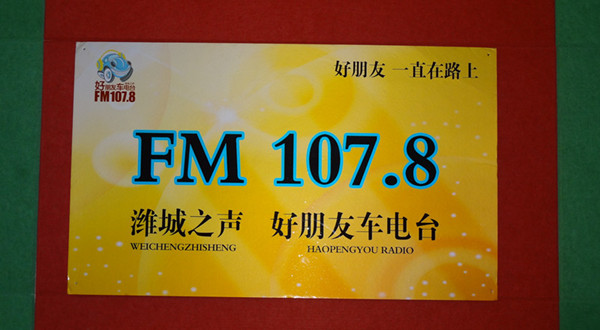 好朋友车电台
FM107.8
好朋友 一直在路上
FM 107.8
潍城之声 好朋友车电台
WEICHENGZHISHENG HAOPENGYOU RADIO